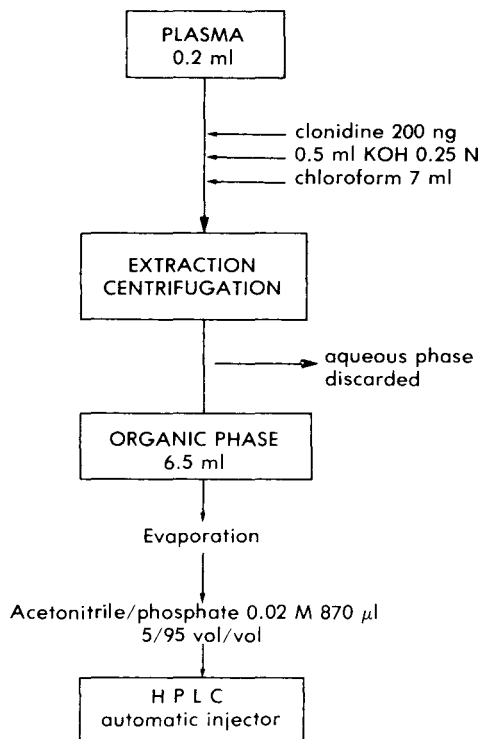 PLASMA
0.2 ml
clonidine 200 ng
0.5 ml KOH 0.25 N
chloroform 7 ml
EXTRACTION
CENTRIFUGATION
aqueous phase
discarded
ORGANIC PHASE
6.5 ml
Evaporation
Acetonitrile/phosphate 0.02 M 870 µl
5/95 vol/vol
H P L C
automatic injector